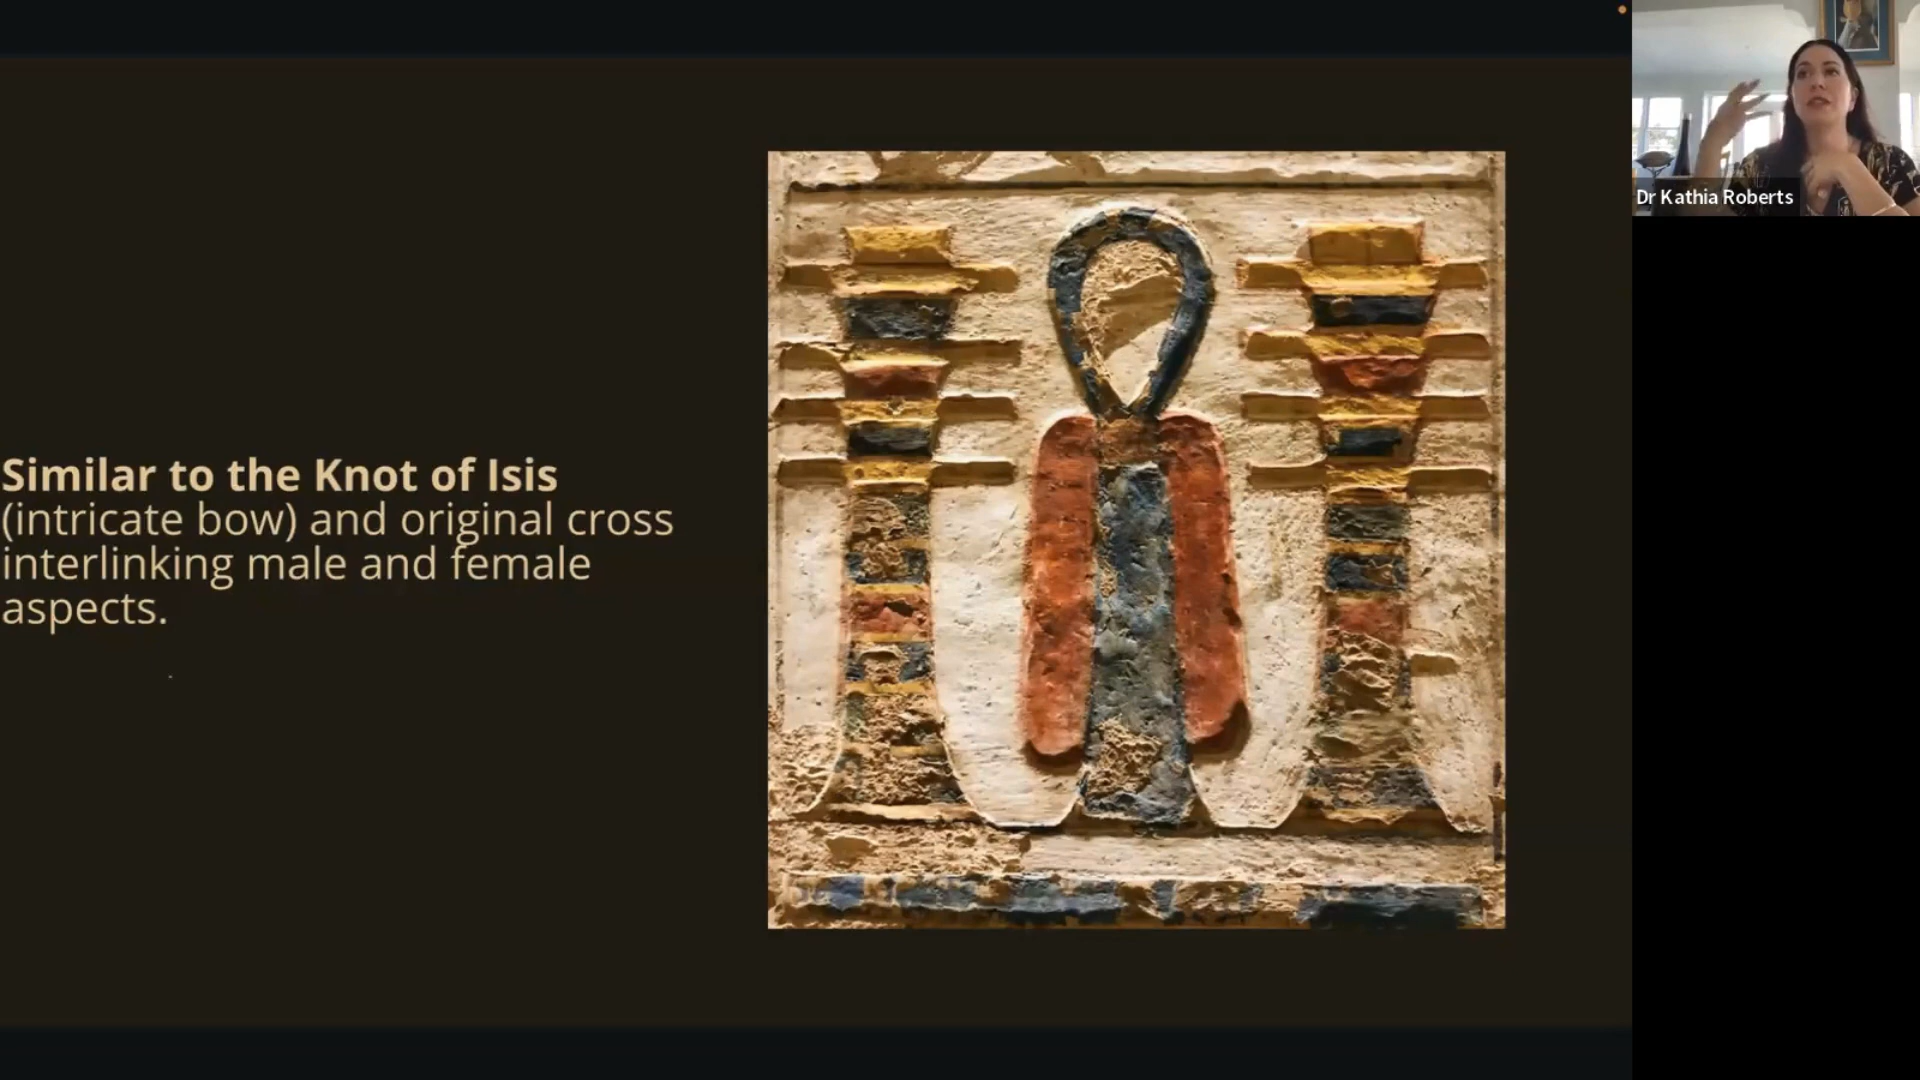 Similar to the Knot of Isis
(intricate bow) and original cross
interlinking male and female
aspects.
Dr Kathia Roberts